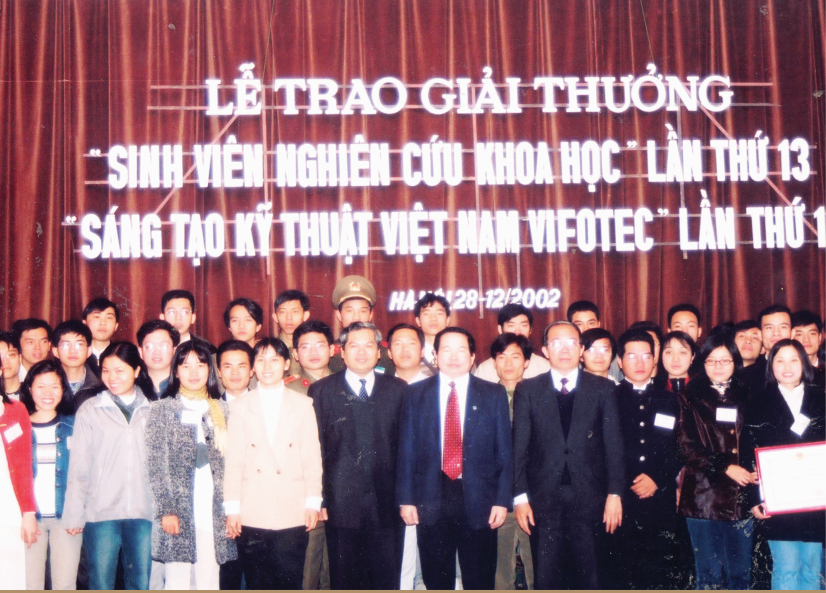 LỄ TRAO GIẢI THƯỞNG
"SINH VIÊN NGHIÊN CỨU KHOA HỌC" LẦN THỨ 13
"SÁNG TẠO KỸ THUẬT VIỆT NAM VIFOTEC" LẦN THỨ
HÀ NỘI 28-12/2002